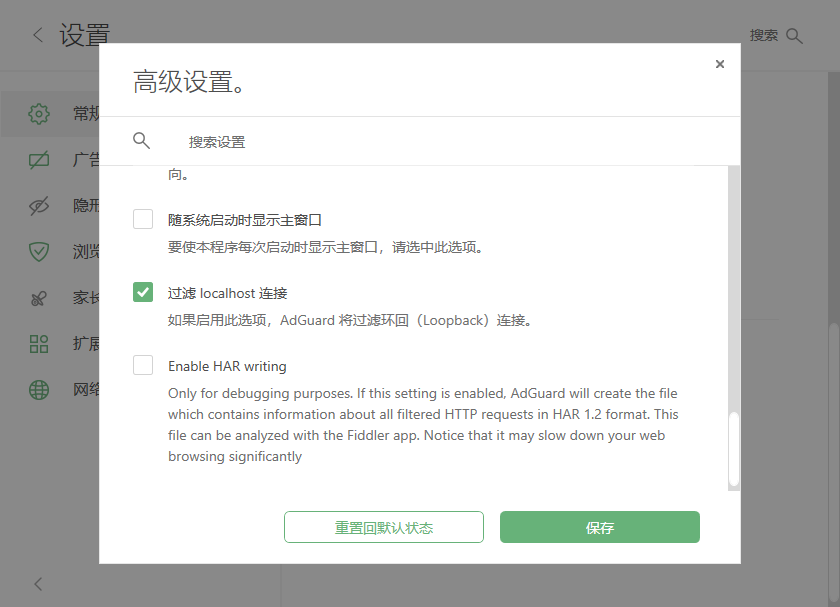 设置
搜索
高级设置。
搜索设置
常规
广告
隐形
浏览
家长
扩展
网络
向。
随系统启动时显示主窗口
要使本程序每次启动时显示主窗口，请选中此选项。
过滤 localhost 连接
如果启用此选项，AdGuard 将过滤环回（Loopback）连接。
Enable HAR writing
Only for debugging purposes. If this setting is enabled, AdGuard will create the file
which contains information about all filtered HTTP requests in HAR 1.2 format. This
file can be analyzed with the Fiddler app. Notice that it may slow down your web
browsing significantly
重置回默认状态
保存